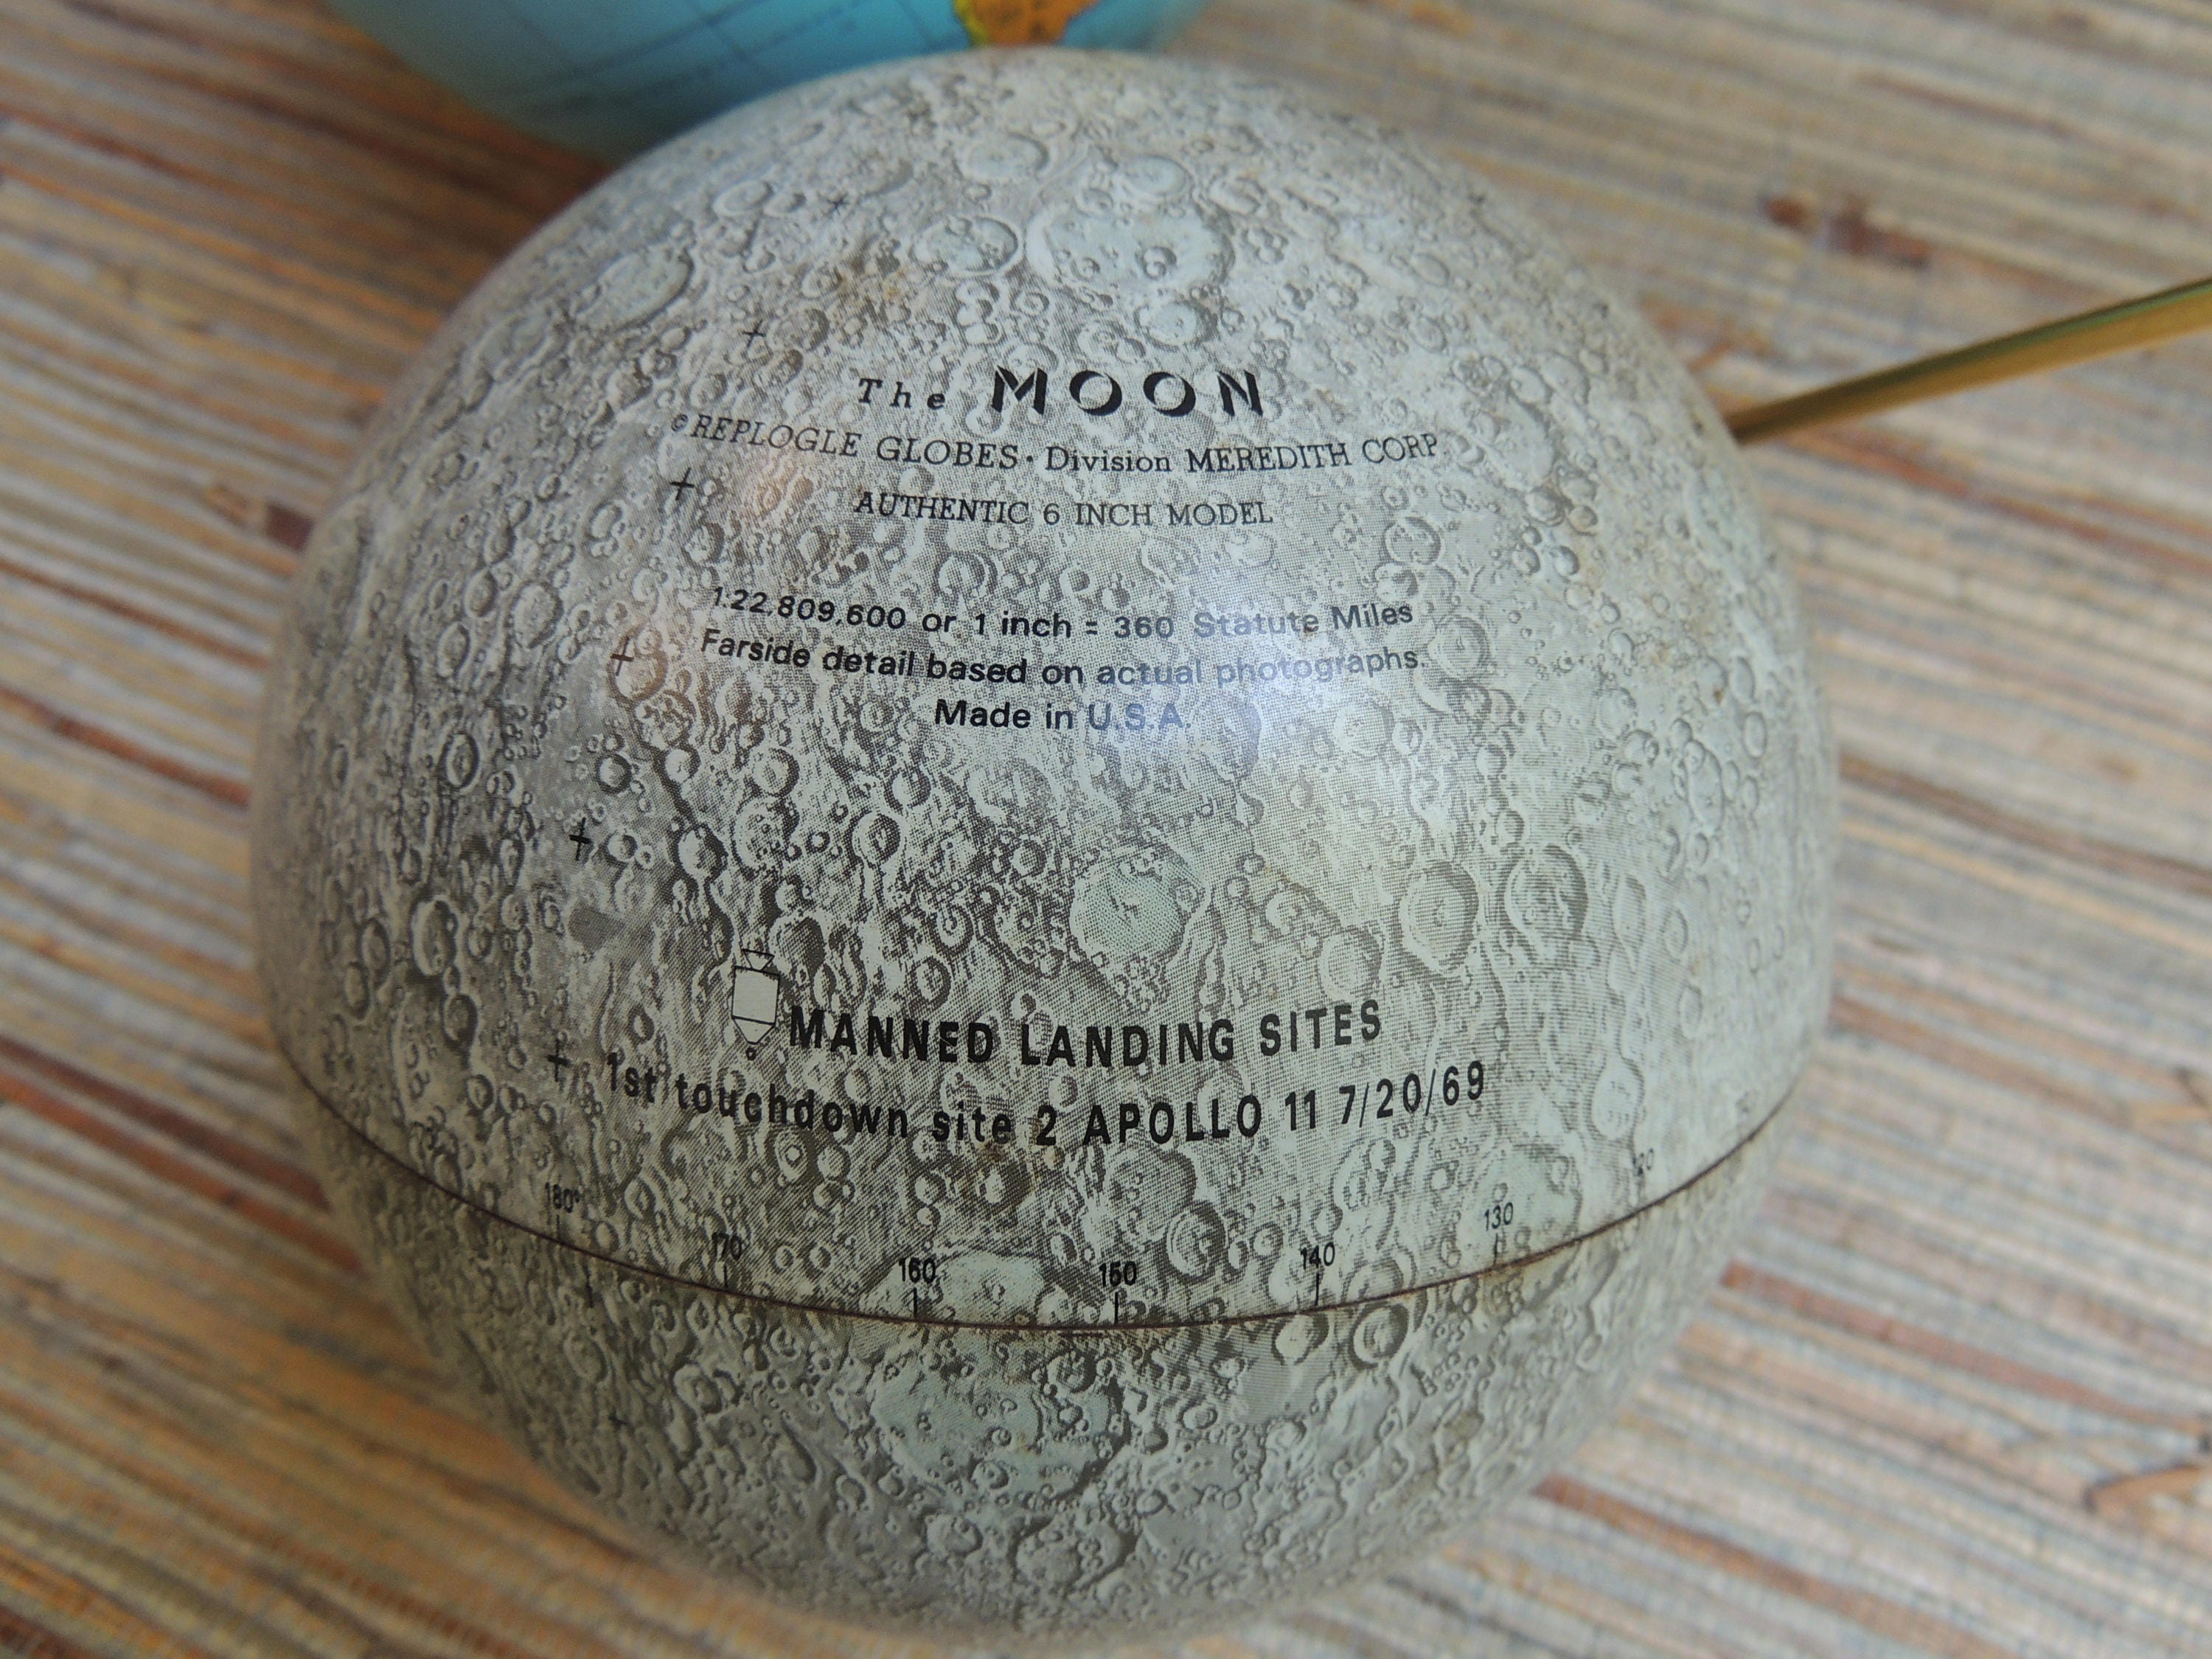 The MOON
© REPLOGLE GLOBES · Division MEREDITH CORP.
AUTHENTIC 6 INCH MODEL
1:22,809,600 or 1 inch = 360 Statute Miles
Farside detail based on actual photographs.
Made in U.S.A.
MANNED LANDING SITES
1st touchdown site 2 APOLLO 11 7/20/69
180° 170 160 150 140 130 120